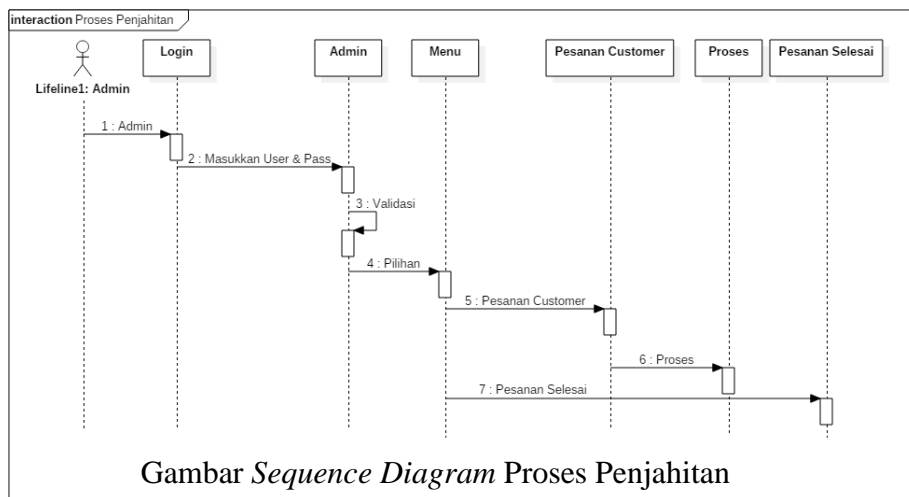 interaction Proses Penjahitan
Login
Admin
Menu
Pesanan Customer
Proses
Pesanan Selesai
Lifeline1: Admin
1 : Admin
2 : Masukkan User & Pass
3 : Validasi
4 : Pilihan
5 : Pesanan Customer
6 : Proses
7 : Pesanan Selesai
Gambar Sequence Diagram Proses Penjahitan